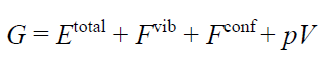 G = E^total + F^vib + F^conf + pV